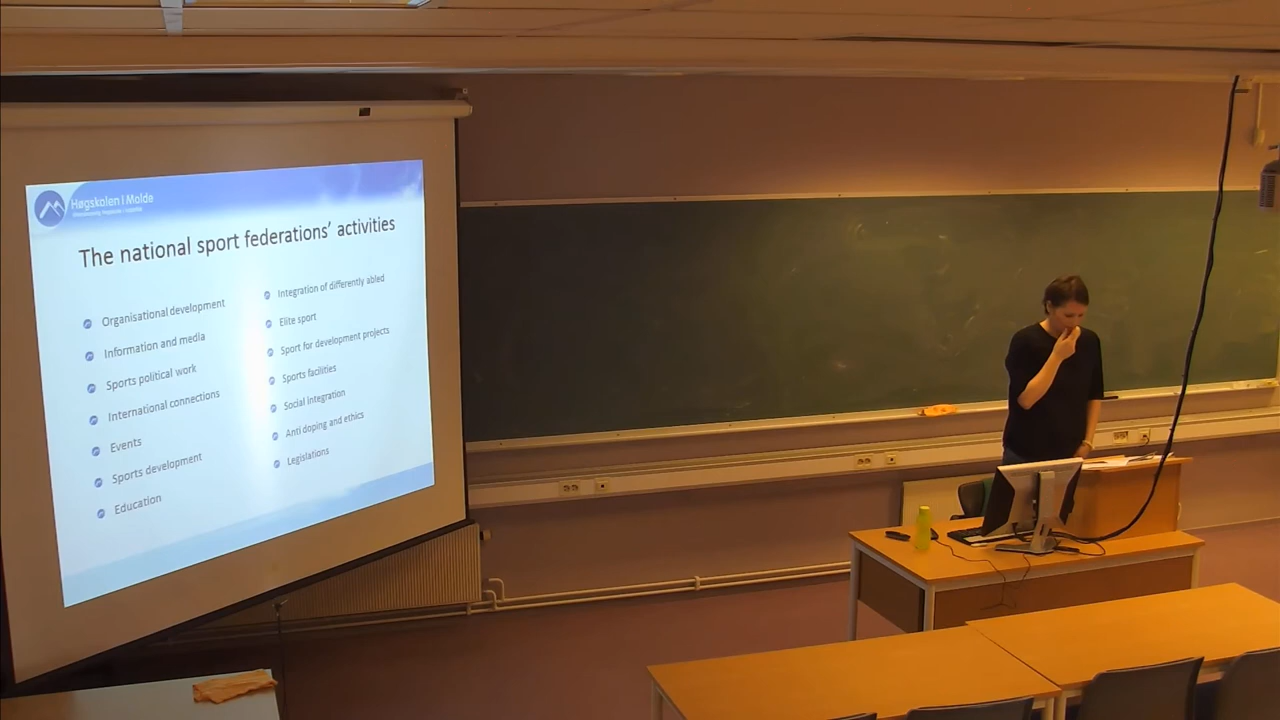 Høgskolen i Molde
The national sport federations' activities
Organisational development
Information and media
Sports political work
International connections
Events
Sports development
Education
Integration of differently abled
Elite sport
Sport for development projects
Sports facilities
Social Integration
Anti doping and ethics
Legislations